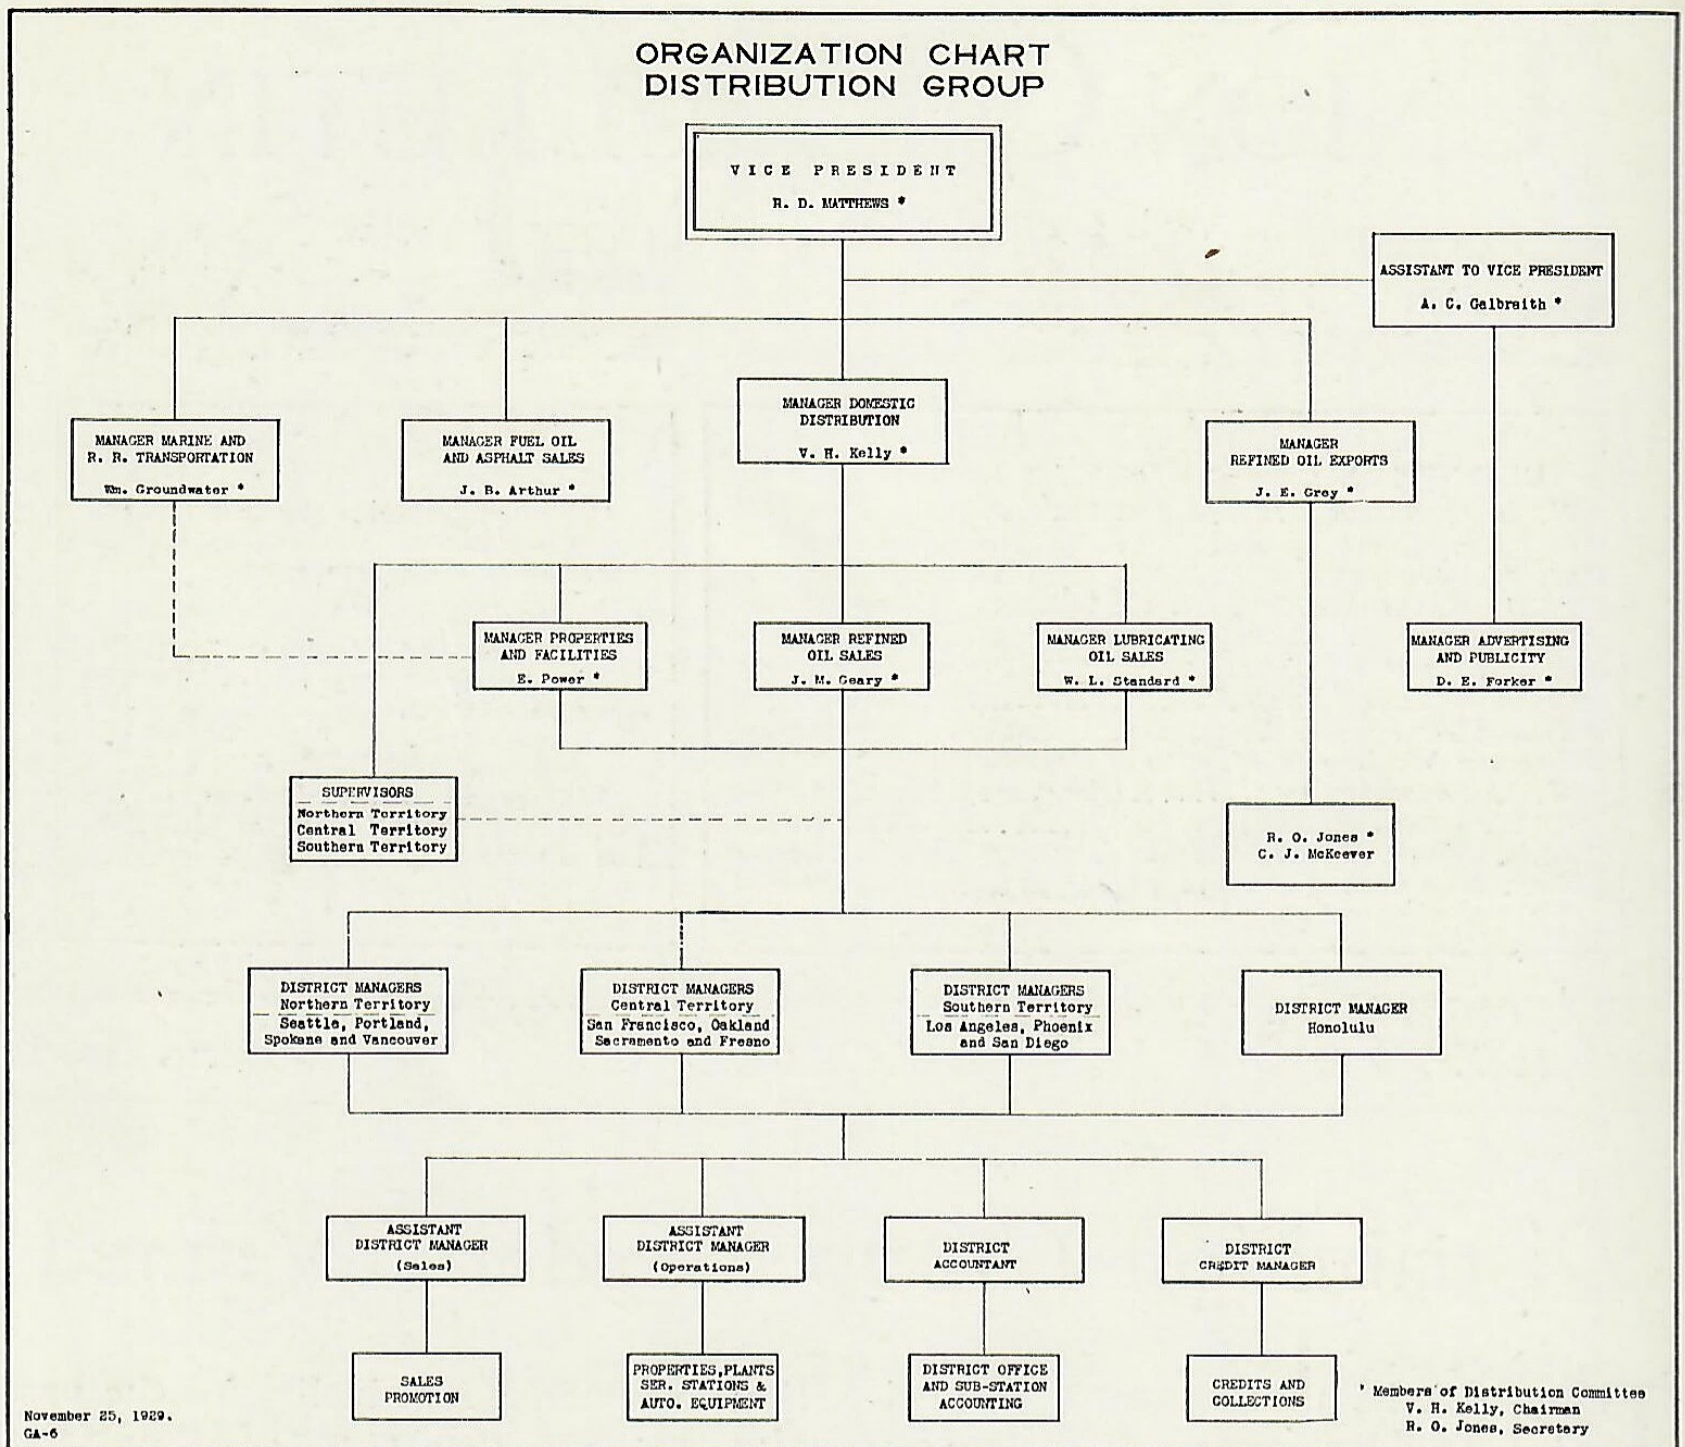 ORGANIZATION CHART
DISTRIBUTION GROUP
VICE PRESIDENT
R. D. MATTHEWS *
ASSISTANT TO VICE PRESIDENT
A. C. Galbraith *
MANAGER MARINE AND
R. R. TRANSPORTATION
Wm. Groundwater *
MANAGER FUEL OIL
AND ASPHALT SALES
J. B. Arthur *
MANAGER DOMESTIC
DISTRIBUTION
V. H. Kelly *
MANAGER
REFINED OIL EXPORTS
J. E. Grey *
MANAGER PROPERTIES
AND FACILITIES
E. Power *
MANAGER REFINED
OIL SALES
J. M. Geary *
MANAGER LUBRICATING
OIL SALES
W. L. Standard *
MANAGER ADVERTISING
AND PUBLICITY
D. E. Forker *
SUPERVISORS
Northern Territory
Central Territory
Southern Territory
R. O. Jones *
C. J. McKeever
DISTRICT MANAGERS
Northern Territory
Seattle, Portland,
Spokane and Vancouver
DISTRICT MANAGERS
Central Territory
San Francisco, Oakland
Sacramento and Fresno
DISTRICT MANAGERS
Southern Territory
Los Angeles, Phoenix
and San Diego
DISTRICT MANAGER
Honolulu
ASSISTANT
DISTRICT MANAGER
(Sales)
ASSISTANT
DISTRICT MANAGER
(Operations)
DISTRICT
ACCOUNTANT
DISTRICT
CREDIT MANAGER
SALES
PROMOTION
PROPERTIES,PLANTS
SER. STATIONS &
AUTO. EQUIPMENT
DISTRICT OFFICE
AND SUB-STATION
ACCOUNTING
CREDITS AND
COLLECTIONS
* Members of Distribution Committee
V. H. Kelly, Chairman
R. O. Jones, Secretary
November 25, 1929.
GA-6